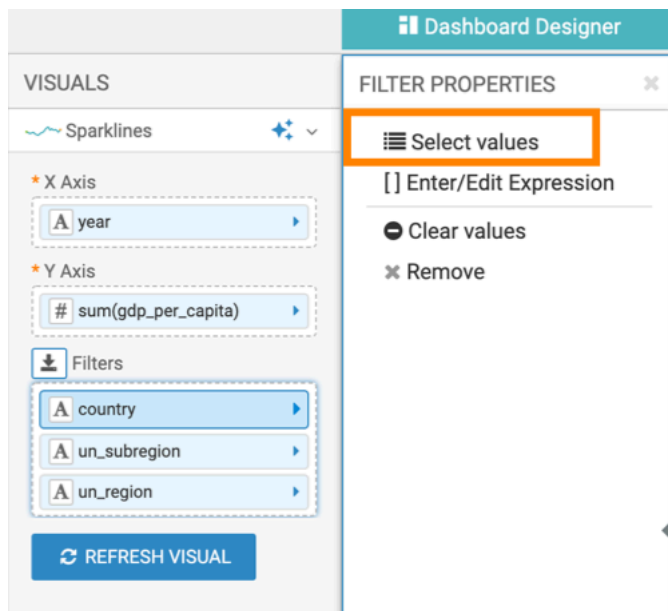 Dashboard Designer
VISUALS
Sparklines
* X Axis
A year
* Y Axis
# sum(gdp_per_capita)
Filters
A country
A un_subregion
A un_region
REFRESH VISUAL
FILTER PROPERTIES
Select values
[ ] Enter/Edit Expression
Clear values
Remove